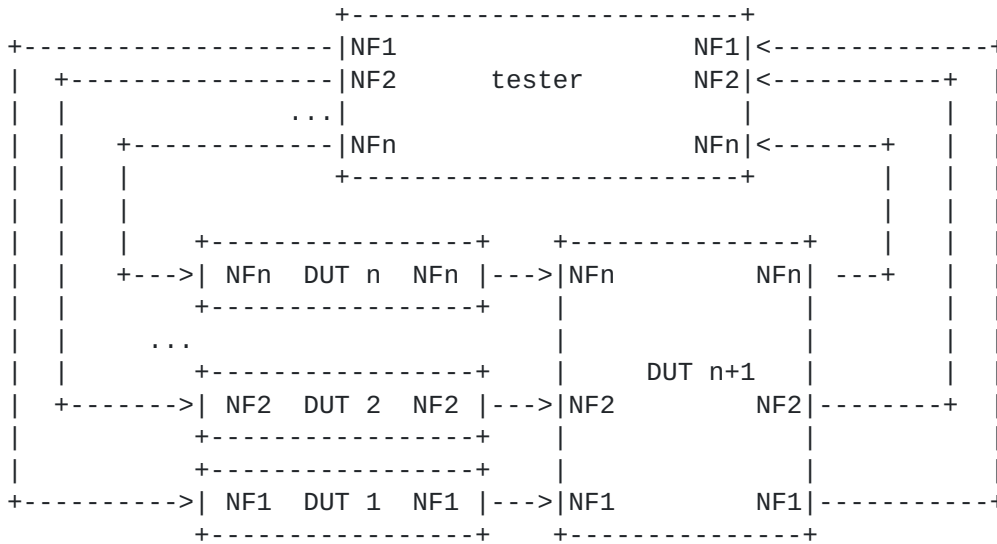 NF1 NF1
NF2 tester NF2
...
NFn NFn
NFn DUT n NFn NFn NFn
...
DUT n+1
NF2 DUT 2 NF2 NF2 NF2
NF1 DUT 1 NF1 NF1 NF1